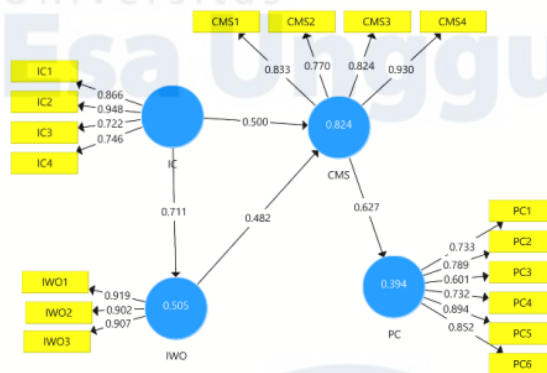 Universitas
Esa Unggu
CMS1 CMS2 CMS3 CMS4
0.833 0.770 0.824 0.930
IC1
IC2
IC3
IC4
0.866
0.948
0.722
0.746
IC
0.500
0.824
CMS
0.711
0.482
0.627
IWO1
IWO2
IWO3
0.919
0.902
0.907
0.505
IWO
0.394
PC
0.733
0.789
0.601
0.732
0.894
0.852
PC1
PC2
PC3
PC4
PC5
PC6